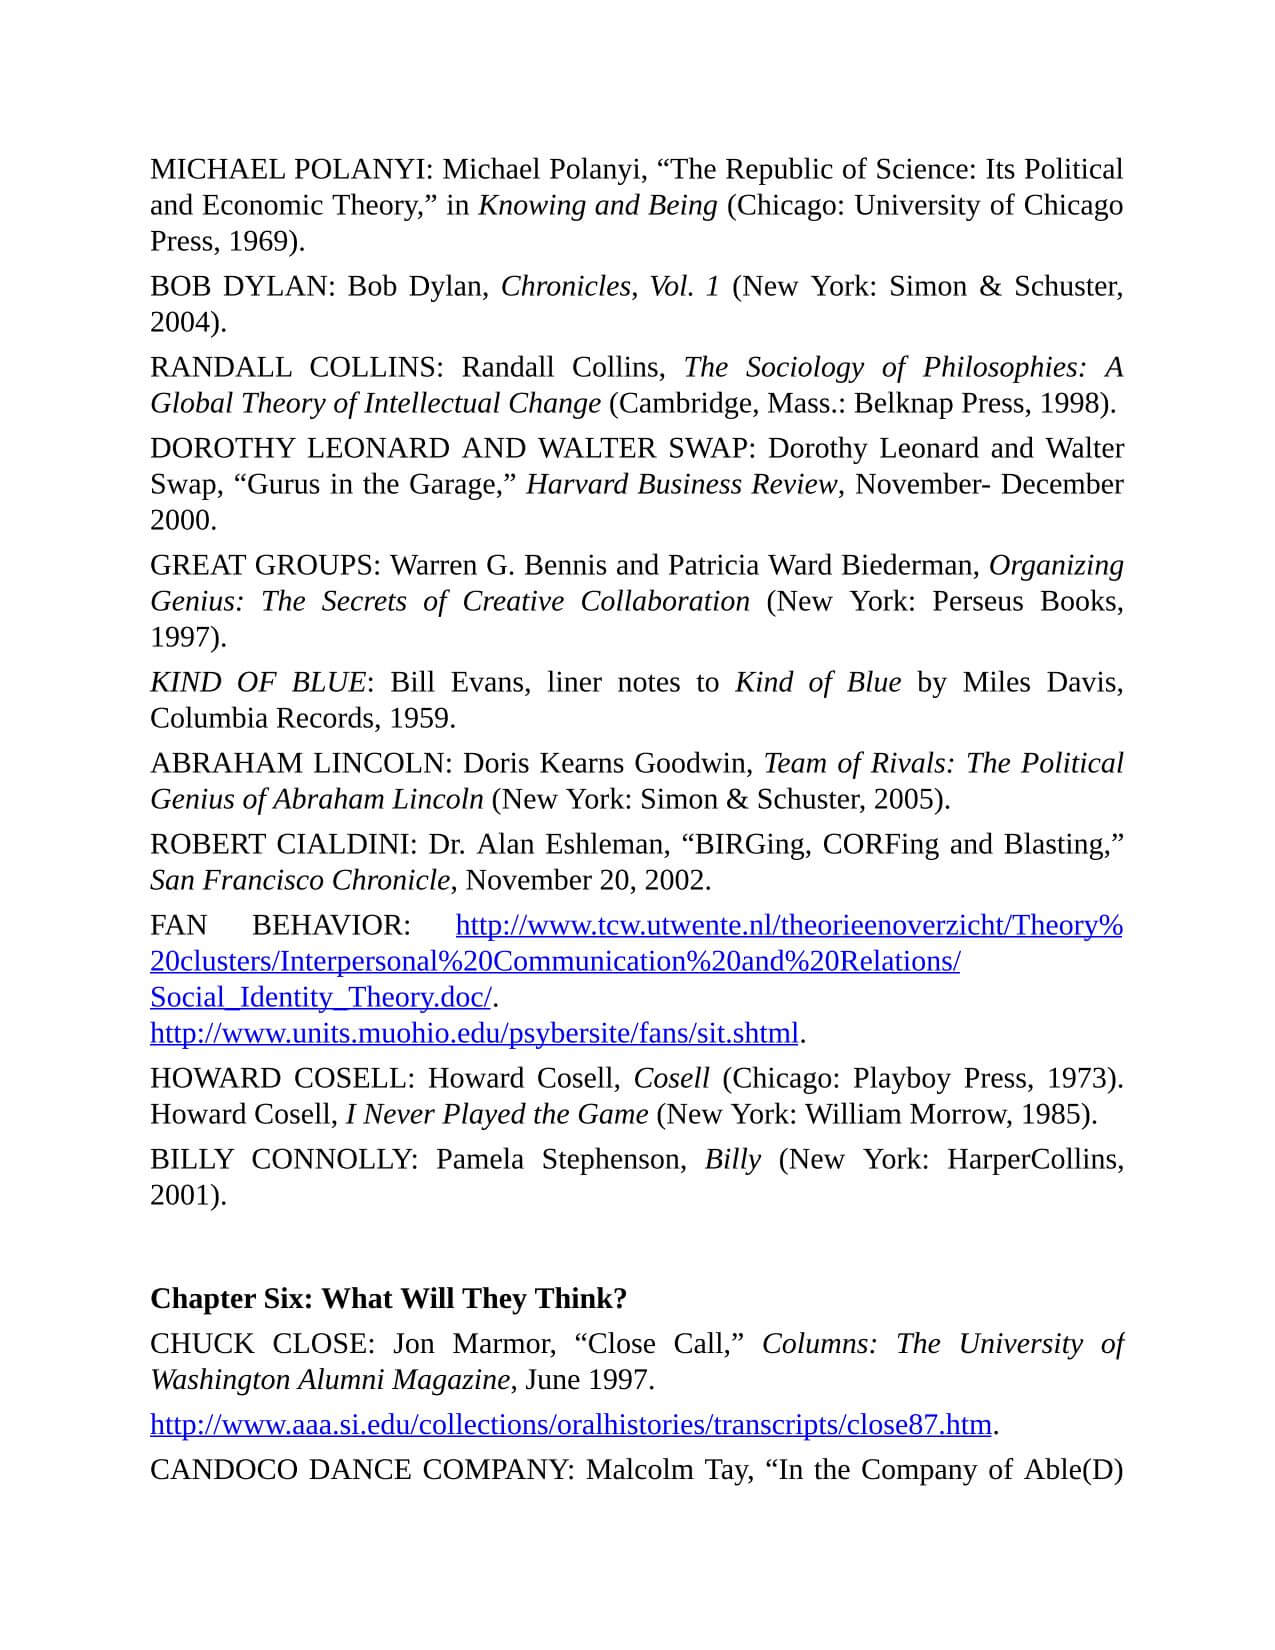 MICHAEL POLANYI: Michael Polanyi, “The Republic of Science: Its Political
and Economic Theory,” in Knowing and Being (Chicago: University of Chicago
Press, 1969).
BOB DYLAN: Bob Dylan, Chronicles, Vol. 1 (New York: Simon & Schuster,
2004).
RANDALL COLLINS: Randall Collins, The Sociology of Philosophies: A
Global Theory of Intellectual Change (Cambridge, Mass.: Belknap Press, 1998).
DOROTHY LEONARD AND WALTER SWAP: Dorothy Leonard and Walter
Swap, “Gurus in the Garage,” Harvard Business Review, November- December
2000.
GREAT GROUPS: Warren G. Bennis and Patricia Ward Biederman, Organizing
Genius: The Secrets of Creative Collaboration (New York: Perseus Books,
1997).
KIND OF BLUE: Bill Evans, liner notes to Kind of Blue by Miles Davis,
Columbia Records, 1959.
ABRAHAM LINCOLN: Doris Kearns Goodwin, Team of Rivals: The Political
Genius of Abraham Lincoln (New York: Simon & Schuster, 2005).
ROBERT CIALDINI: Dr. Alan Eshleman, “BIRGing, CORFing and Blasting,”
San Francisco Chronicle, November 20, 2002.
FAN BEHAVIOR: http://www.tcw.utwente.nl/theorieenoverzicht/Theory%
20clusters/Interpersonal%20Communication%20and%20Relations/
Social_Identity_Theory.doc/.
http://www.units.muohio.edu/psybersite/fans/sit.shtml.
HOWARD COSELL: Howard Cosell, Cosell (Chicago: Playboy Press, 1973).
Howard Cosell, I Never Played the Game (New York: William Morrow, 1985).
BILLY CONNOLLY: Pamela Stephenson, Billy (New York: HarperCollins,
2001).
Chapter Six: What Will They Think?
CHUCK CLOSE: Jon Marmor, “Close Call,” Columns: The University of
Washington Alumni Magazine, June 1997.
http://www.aaa.si.edu/collections/oralhistories/transcripts/close87.htm.
CANDOCO DANCE COMPANY: Malcolm Tay, “In the Company of Able(D)